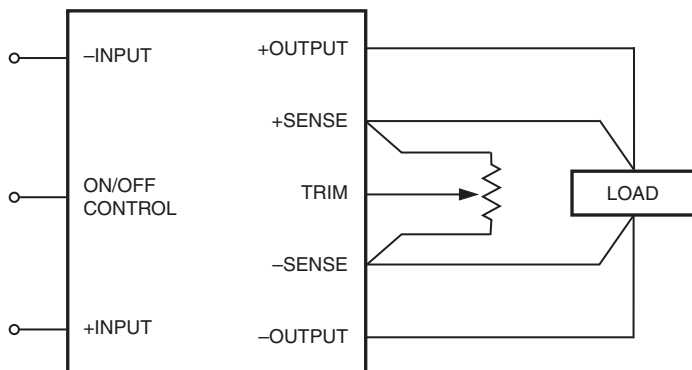 –INPUT
ON/OFF
CONTROL
+INPUT
+OUTPUT
+SENSE
TRIM
–SENSE
–OUTPUT
LOAD